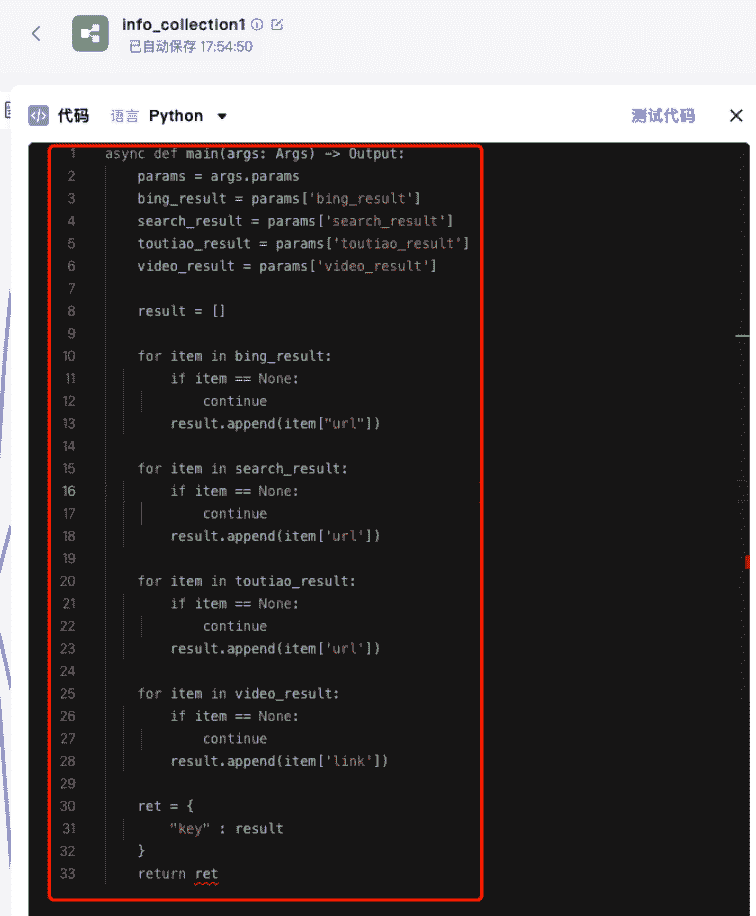 info_collection1
已自动保存 17:54:50
代码 语言 Python 测试代码
1 async def main(args: Args) -> Output:
2     params = args.params
3     bing_result = params['bing_result']
4     search_result = params['search_result']
5     toutiao_result = params['toutiao_result']
6     video_result = params['video_result']
7
8     result = []
9
10     for item in bing_result:
11         if item == None:
12             continue
13         result.append(item["url"])
14
15     for item in search_result:
16         if item == None:
17             continue
18         result.append(item['url'])
19
20     for item in toutiao_result:
21         if item == None:
22             continue
23         result.append(item['url'])
24
25     for item in video_result:
26         if item == None:
27             continue
28         result.append(item['link'])
29
30     ret = {
31         "key" : result
32     }
33     return ret